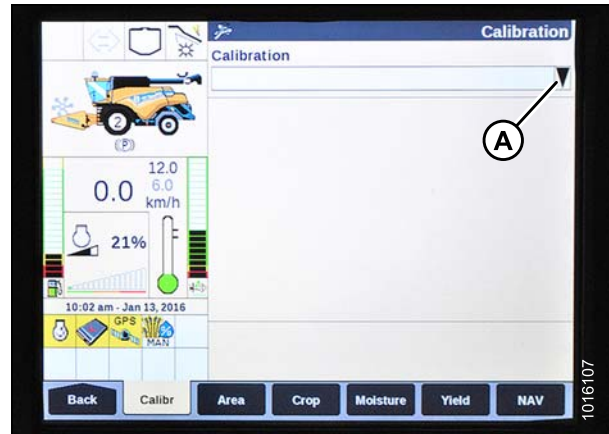 Calibration
Calibration
A
2
(P)
12.0
0.0
6.0
km/h
21%
10:02 am - Jan 13, 2016
GPS
MAN
Back
Calibr
Area
Crop
Moisture
Yield
NAV
1016107